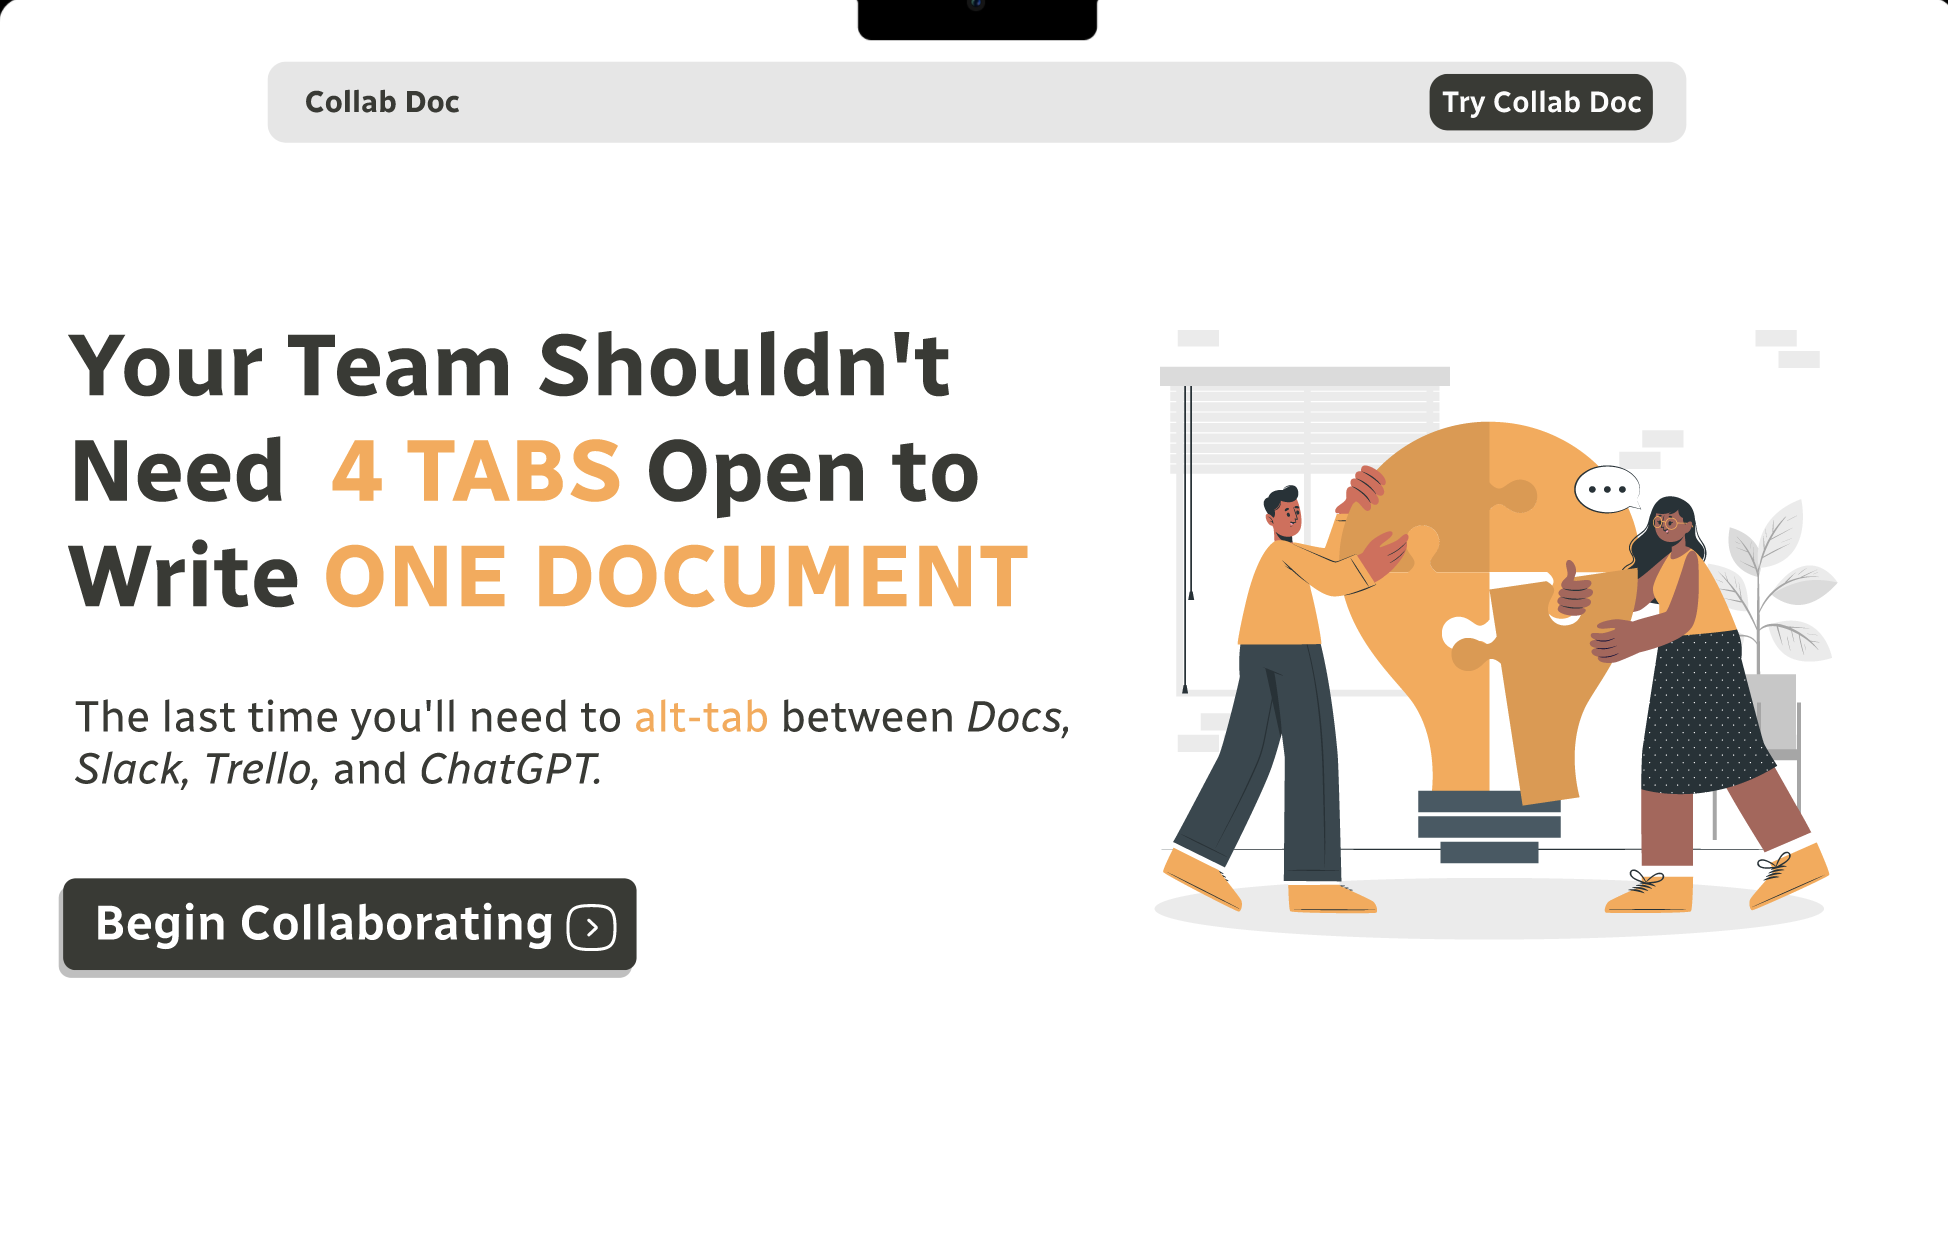 Collab Doc
Try Collab Doc
Your Team Shouldn't
Need 4 TABS Open to
Write ONE DOCUMENT
The last time you'll need to alt-tab between Docs,
Slack, Trello, and ChatGPT.
Begin Collaborating